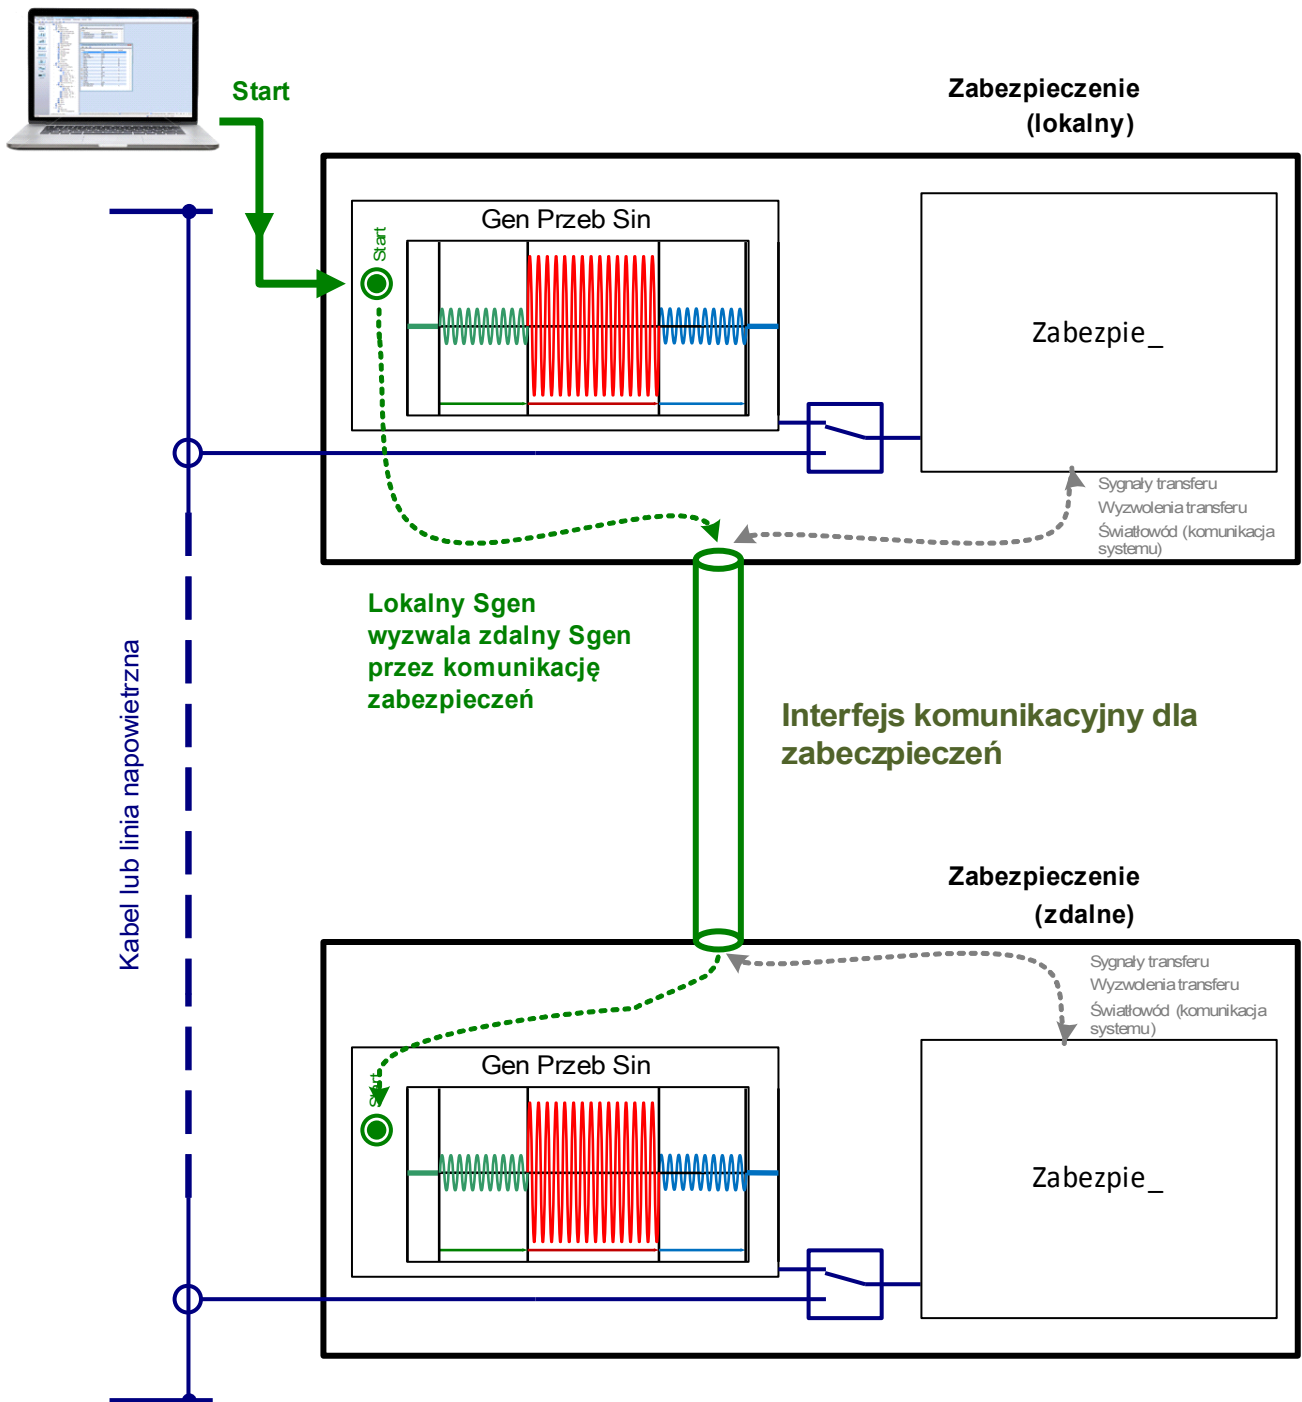 Start
Zabezpieczenie
(lokalny)
Gen Przeb Sin
Start
Zabezpie_
Sygnały transferu
Wyzwolenia transferu
Światłowód (komunikacja
systemu)
Lokalny Sgen
wyzwala zdalny Sgen
przez komunikację
zabezpieczeń
Interfejs komunikacyjny dla
zabeczpieczeń
Kabel lub linia napowietrzna
Zabezpieczenie
(zdalne)
Sygnały transferu
Wyzwolenia transferu
Światłowód (komunikacja
systemu)
Gen Przeb Sin
Start
Zabezpie_